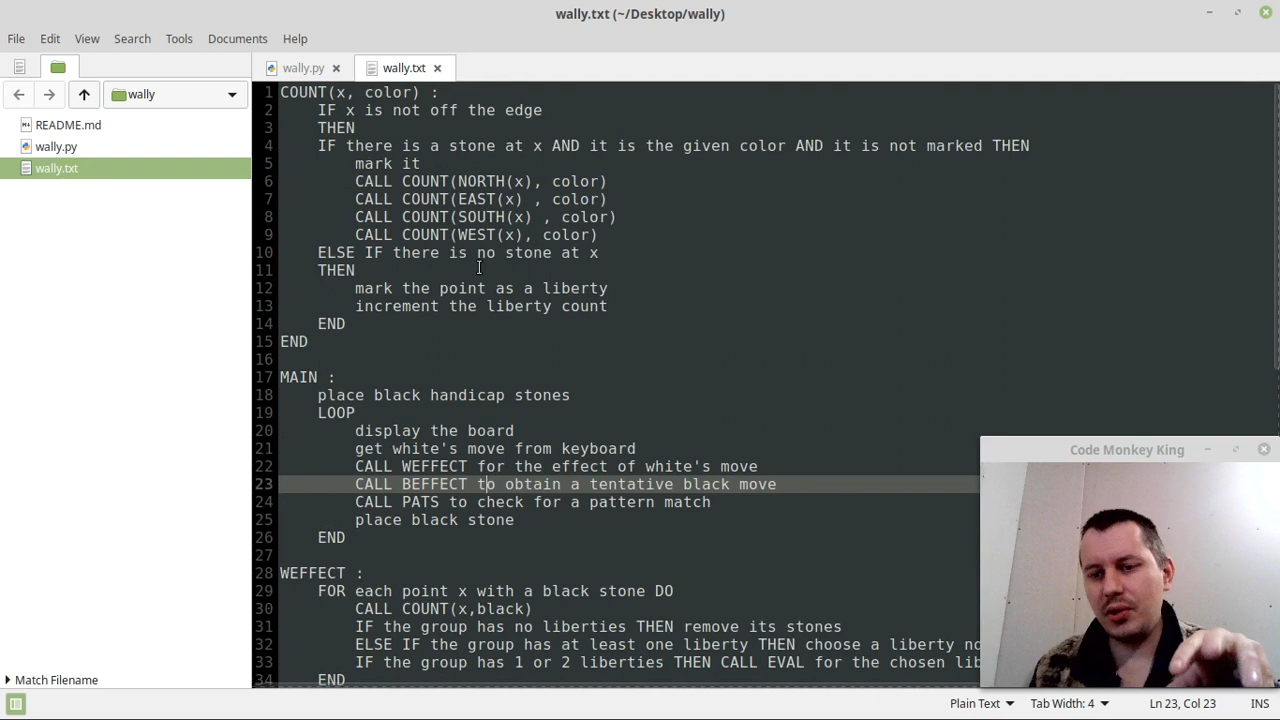 wally.txt (~/Desktop/wally)
File Edit View Search Tools Documents Help
wally.py
wally.txt
wally
README.md
wally.py
wally.txt
1 COUNT(x, color) :
2 IF x is not off the edge
3 THEN
4 IF there is a stone at x AND it is the given color AND it is not marked THEN
5 mark it
6 CALL COUNT(NORTH(x), color)
7 CALL COUNT(EAST(x) , color)
8 CALL COUNT(SOUTH(x) , color)
9 CALL COUNT(WEST(x), color)
10 ELSE IF there is no stone at x
11 THEN
12 mark the point as a liberty
13 increment the liberty count
14 END
15 END
16
17 MAIN :
18 place black handicap stones
19 LOOP
20 display the board
21 get white's move from keyboard
22 CALL WEFFECT for the effect of white's move
23 CALL BEFFECT to obtain a tentative black move
24 CALL PATS to check for a pattern match
25 place black stone
26 END
27
28 WEFFECT :
29 FOR each point x with a black stone DO
30 CALL COUNT(x,black)
31 IF the group has no liberties THEN remove its stones
32 ELSE IF the group has at least one liberty THEN choose a liberty no
33 IF the group has 1 or 2 liberties THEN CALL EVAL for the chosen lib
34 END
Code Monkey King
Match Filename
Plain Text Tab Width: 4 Ln 23, Col 23 INS